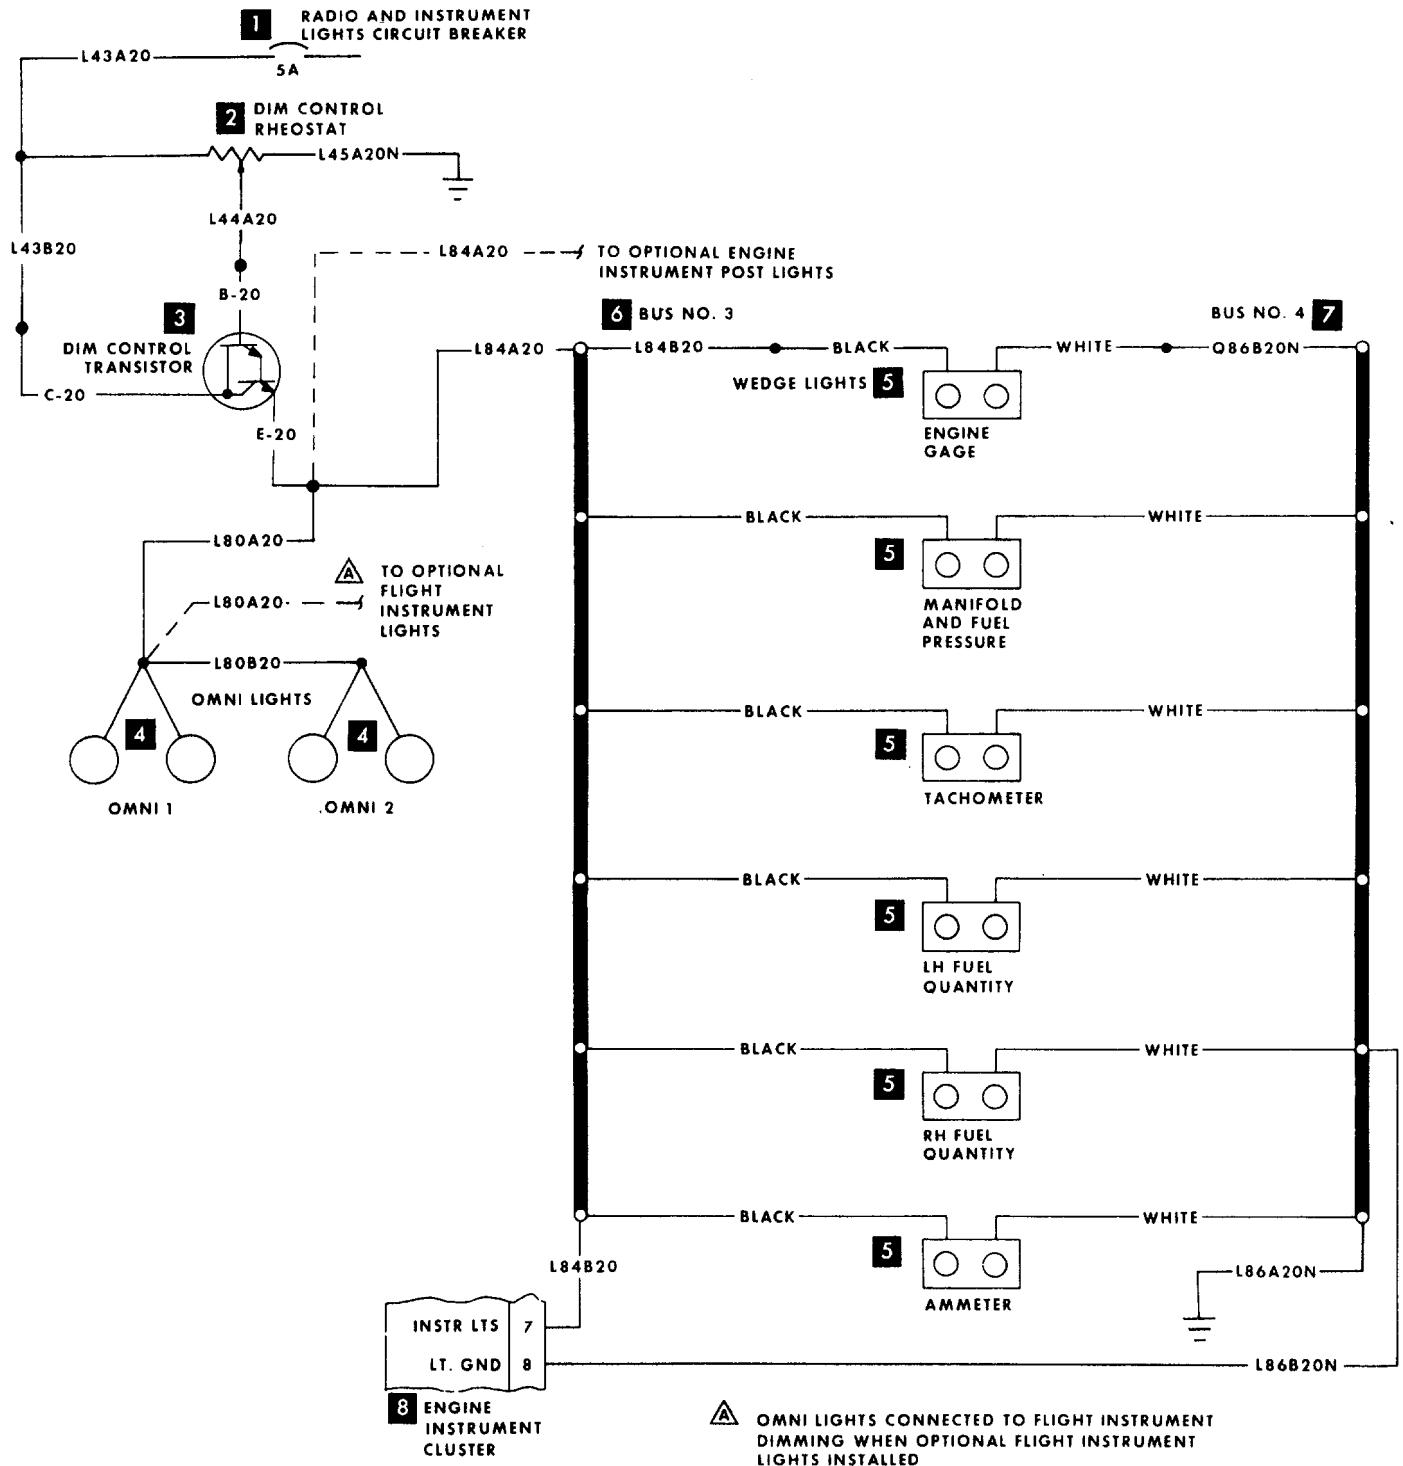 1 RADIO AND INSTRUMENT
LIGHTS CIRCUIT BREAKER
L43A20
5A
2 DIM CONTROL
RHEOSTAT
L45A20N
L44A20
L43B20
L84A20
TO OPTIONAL ENGINE
INSTRUMENT POST LIGHTS
B-20
3
DIM CONTROL
TRANSISTOR
C-20
E-20
6 BUS NO. 3
BUS NO. 4 7
L84A20
L84B20
BLACK
WHITE
Q86B20N
WEDGE LIGHTS 5
ENGINE
GAGE
BLACK
WHITE
5
MANIFOLD
AND FUEL
PRESSURE
L80A20
A TO OPTIONAL
FLIGHT
INSTRUMENT
LIGHTS
L80A20
L80B20
OMNI LIGHTS
4
4
OMNI 1
OMNI 2
BLACK
WHITE
5
TACHOMETER
BLACK
WHITE
5
LH FUEL
QUANTITY
BLACK
WHITE
5
RH FUEL
QUANTITY
BLACK
WHITE
5
AMMETER
L84B20
L86A20N
INSTR LTS 7
LT. GND 8
L86B20N
8 ENGINE
INSTRUMENT
CLUSTER
A OMNI LIGHTS CONNECTED TO FLIGHT INSTRUMENT
DIMMING WHEN OPTIONAL FLIGHT INSTRUMENT
LIGHTS INSTALLED